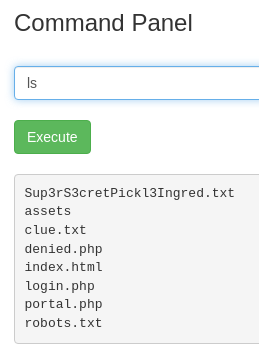 Command Panel
ls
Execute
Sup3rS3cretPickl3Ingred.txt
assets
clue.txt
denied.php
index.html
login.php
portal.php
robots.txt